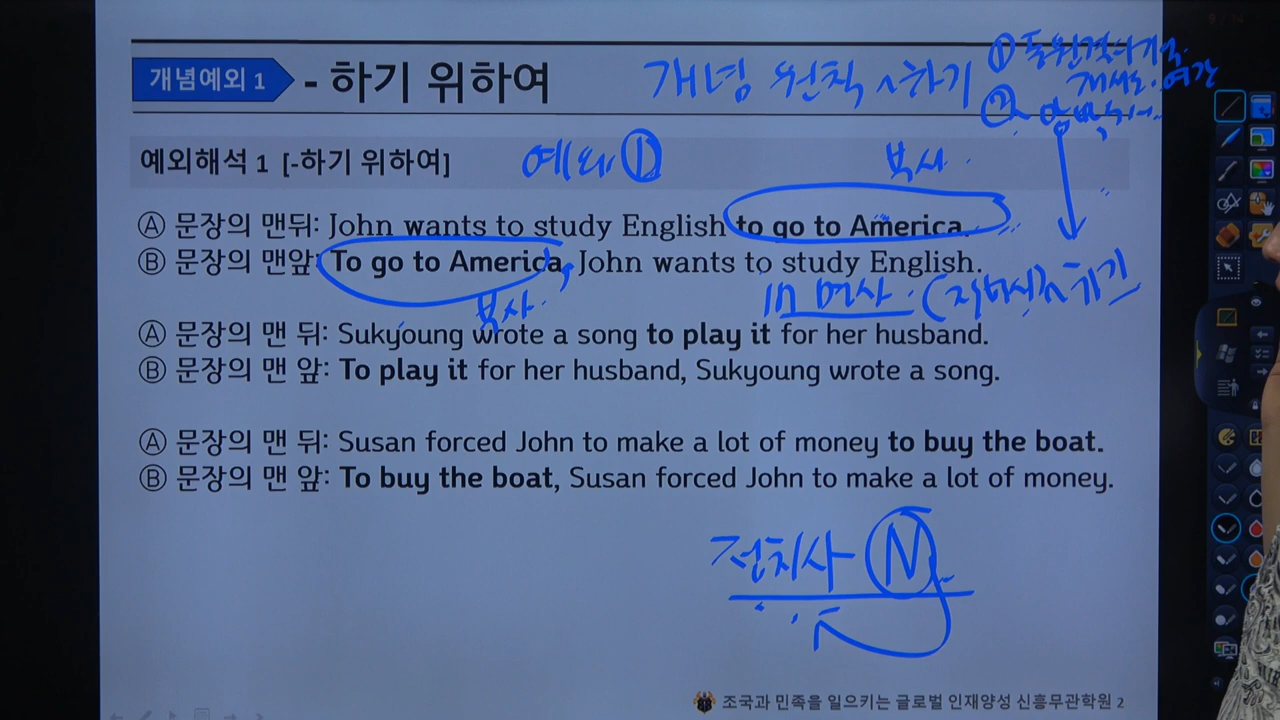 9 / 14
개념예외 1 - 하기 위하여 개념 원칙 ~하기 ①
②
예외해석 1 [-하기 위하여] 예외 ① 부사
Ⓐ 문장의 맨뒤: John wants to study English to go to America.
Ⓑ 문장의 맨앞: To go to America, John wants to study English.
부사 명사
Ⓐ 문장의 맨 뒤: Sukyoung wrote a song to play it for her husband.
Ⓑ 문장의 맨 앞: To play it for her husband, Sukyoung wrote a song.
Ⓐ 문장의 맨 뒤: Susan forced John to make a lot of money to buy the boat.
Ⓑ 문장의 맨 앞: To buy the boat, Susan forced John to make a lot of money.
전치사 N
조국과 민족을 일으키는 글로벌 인재양성 신흥무관학원 2